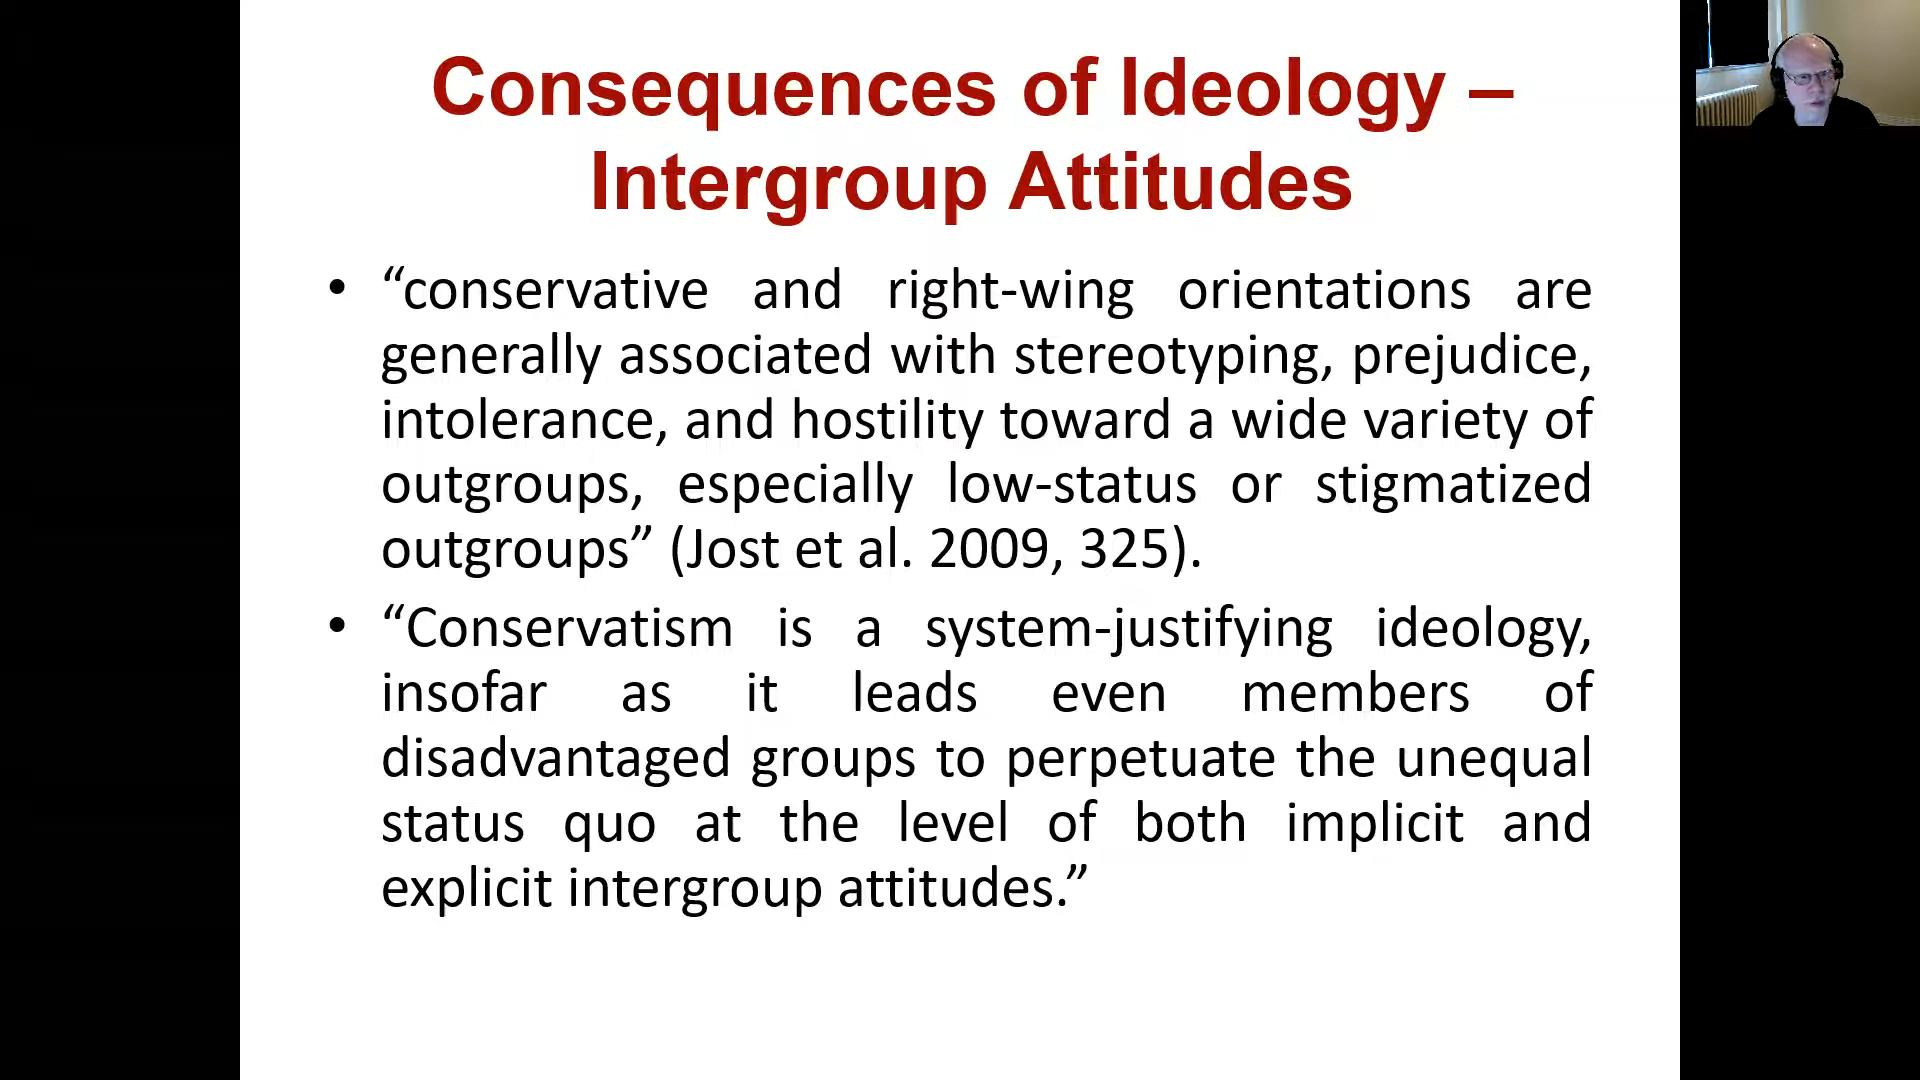 Consequences of Ideology –
Intergroup Attitudes
• “conservative and right-wing orientations are
generally associated with stereotyping, prejudice,
intolerance, and hostility toward a wide variety of
outgroups, especially low-status or stigmatized
outgroups” (Jost et al. 2009, 325).
• “Conservatism is a system-justifying ideology,
insofar as it leads even members of
disadvantaged groups to perpetuate the unequal
status quo at the level of both implicit and
explicit intergroup attitudes.”